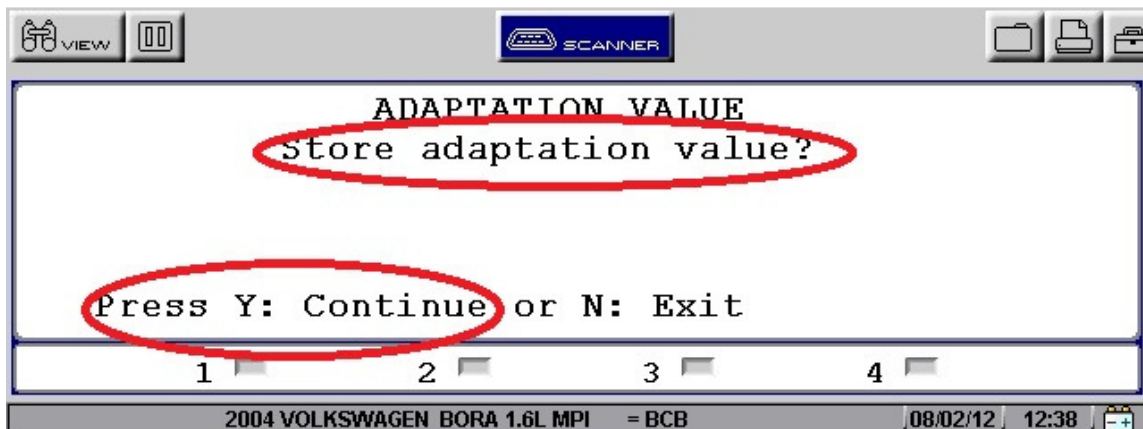 VIEW
SCANNER
ADAPTATION VALUE
Store adaptation value?
Press Y: Continue or N: Exit
1 2 3 4
2004 VOLKSWAGEN BORA 1.6L MPI = BCB 08/02/12 12:38